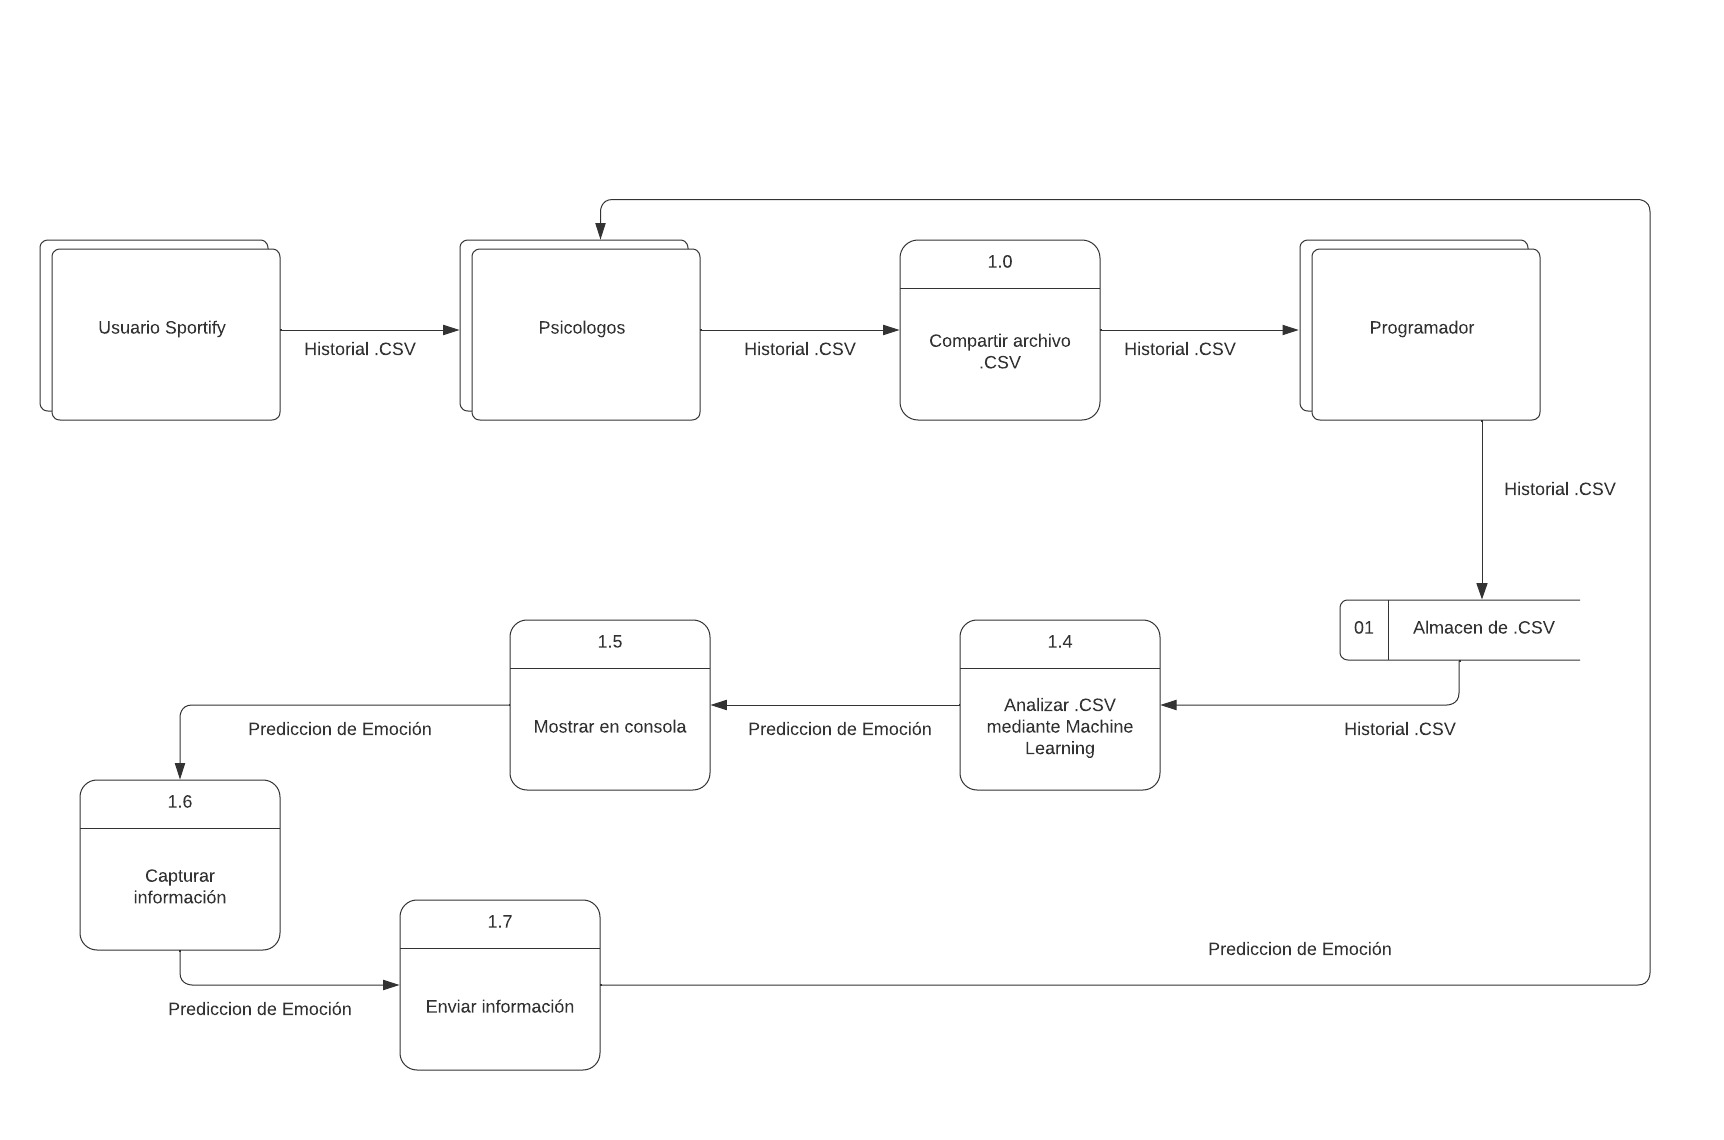 Usuario Sportify
Historial .CSV
Psicologos
Historial .CSV
1.0
Compartir archivo
.CSV
Historial .CSV
Programador
Historial .CSV
01
Almacen de .CSV
Historial .CSV
1.4
Analizar .CSV
mediante Machine
Learning
Prediccion de Emoción
1.5
Mostrar en consola
Prediccion de Emoción
1.6
Capturar
información
Prediccion de Emoción
1.7
Enviar información
Prediccion de Emoción